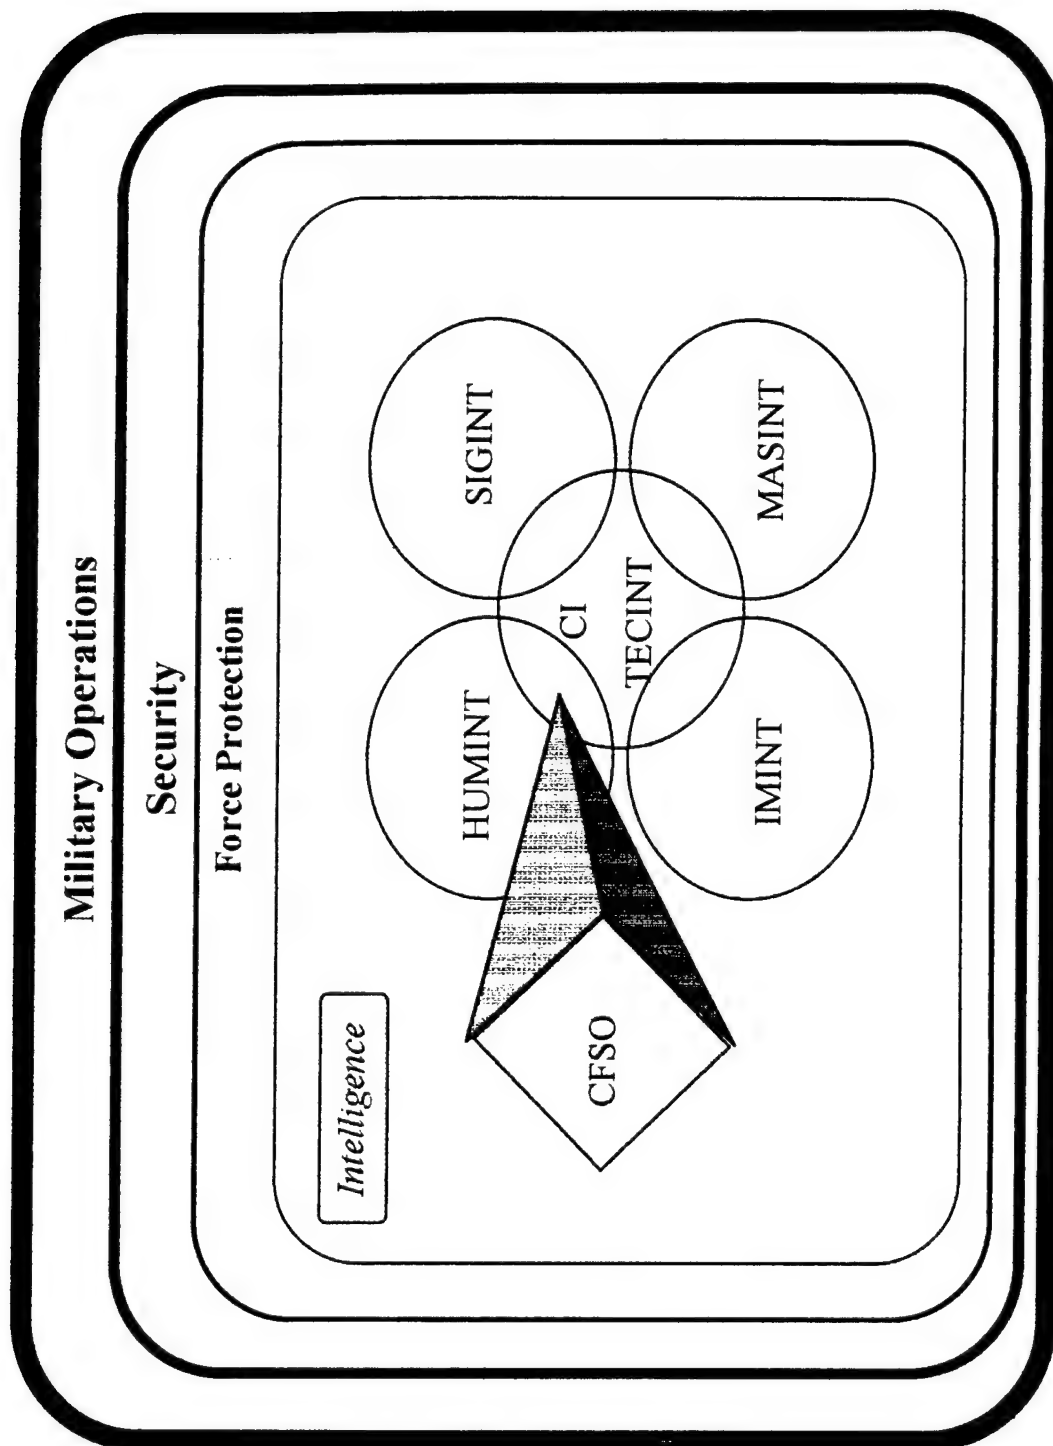 Military Operations
Security
Force Protection
Intelligence
HUMINT
SIGINT
CI
CFSO
TECINT
IMINT
MASINT